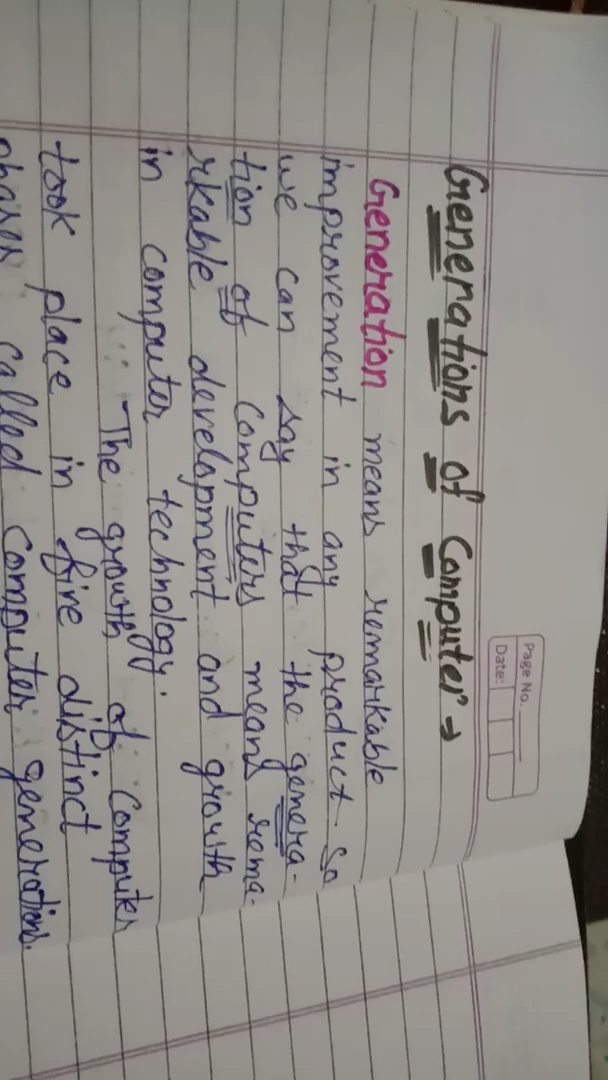 Page No.
Date:
Generations of Computer →
Generation means remarkable
improvement in any product. So
we can say that the genera-
tion of computers means rema-
rkable development and growth
in computer technology.
The growth of computer
took place in five distinct
phases called computer generations.